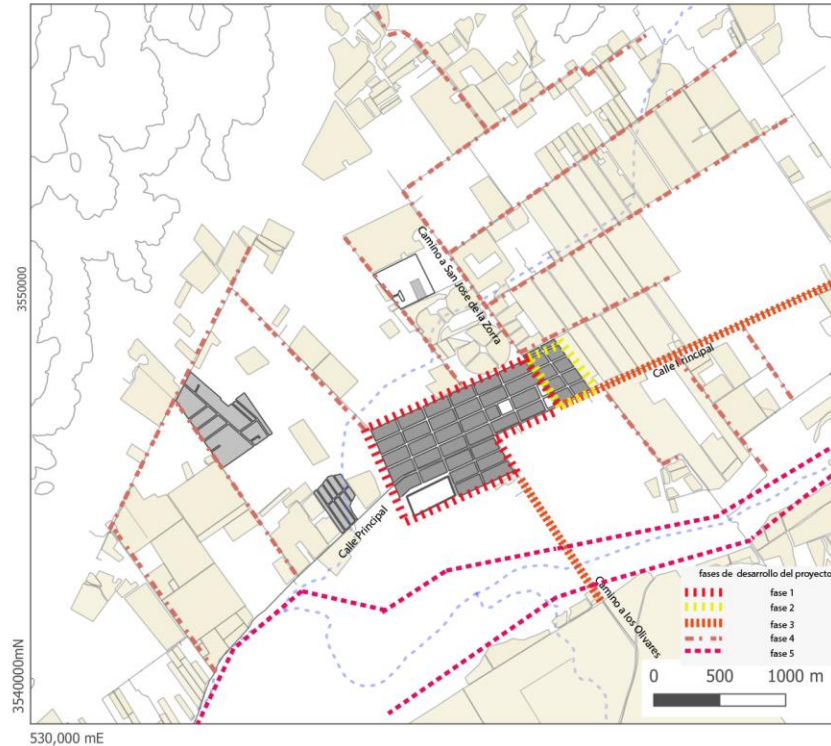 3550000
3540000mN
530,000 mE
Camino a San Jose de la Zorra
Calle Principal
Calle Principal
Camino a los Olivares
fases de desarrollo del proyecto
fase 1
fase 2
fase 3
fase 4
fase 5
0 500 1000 m